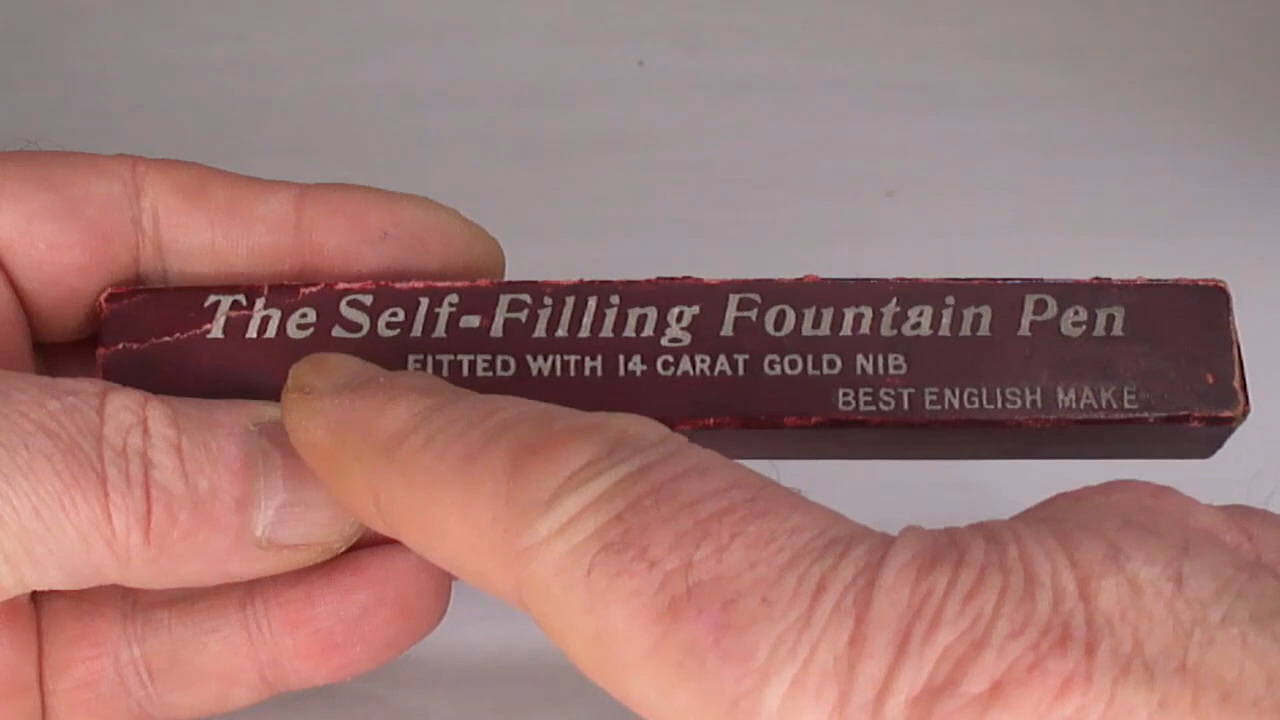 The Self-Filling Fountain Pen
FITTED WITH 14 CARAT GOLD NIB
BEST ENGLISH MAKE